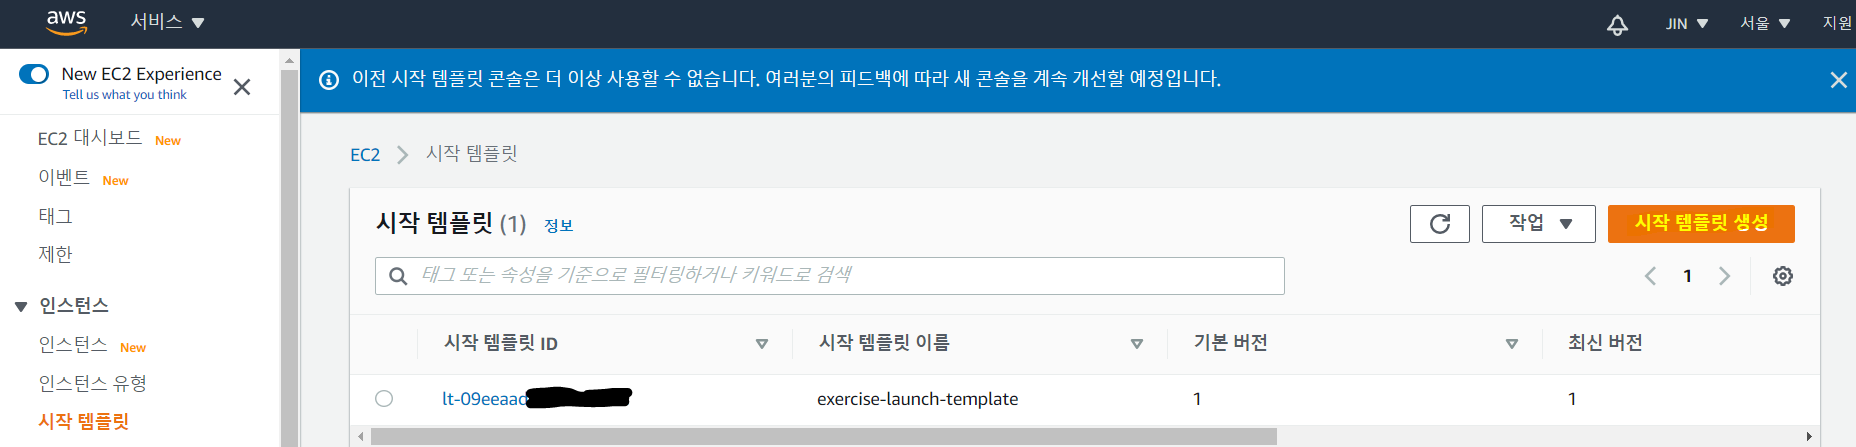 aws 서비스 JIN 서울 지원
New EC2 Experience
Tell us what you think
이전 시작 템플릿 콘솔은 더 이상 사용할 수 없습니다. 여러분의 피드백에 따라 새 콘솔을 계속 개선할 예정입니다.
EC2 대시보드 New
이벤트 New
태그
제한
인스턴스
인스턴스 New
인스턴스 유형
시작 템플릿
EC2 시작 템플릿
시작 템플릿 (1) 정보
작업 시작 템플릿 생성
태그 또는 속성을 기준으로 필터링하거나 키워드로 검색
1
시작 템플릿 ID 시작 템플릿 이름 기본 버전 최신 버전
lt-09eeaad exercise-launch-template 1 1